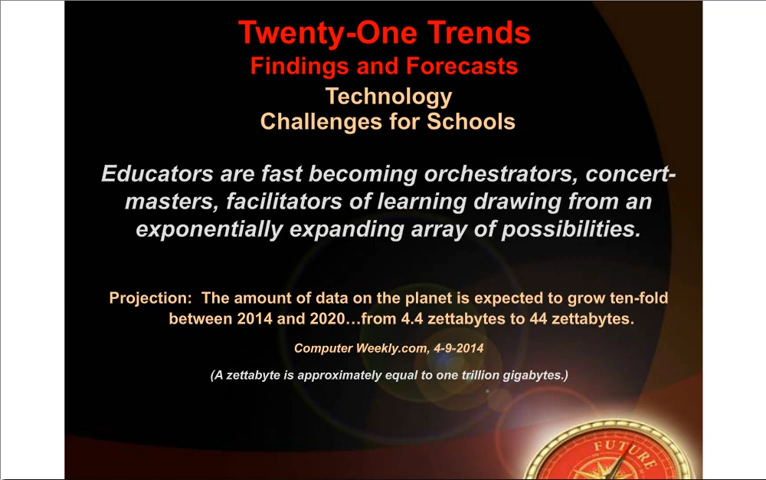 Twenty-One Trends
Findings and Forecasts
Technology
Challenges for Schools
Educators are fast becoming orchestrators, concert-
masters, facilitators of learning drawing from an
exponentially expanding array of possibilities.
Projection:  The amount of data on the planet is expected to grow ten-fold
between 2014 and 2020…from 4.4 zettabytes to 44 zettabytes.
Computer Weekly.com, 4-9-2014
(A zettabyte is approximately equal to one trillion gigabytes.)
FUTURE